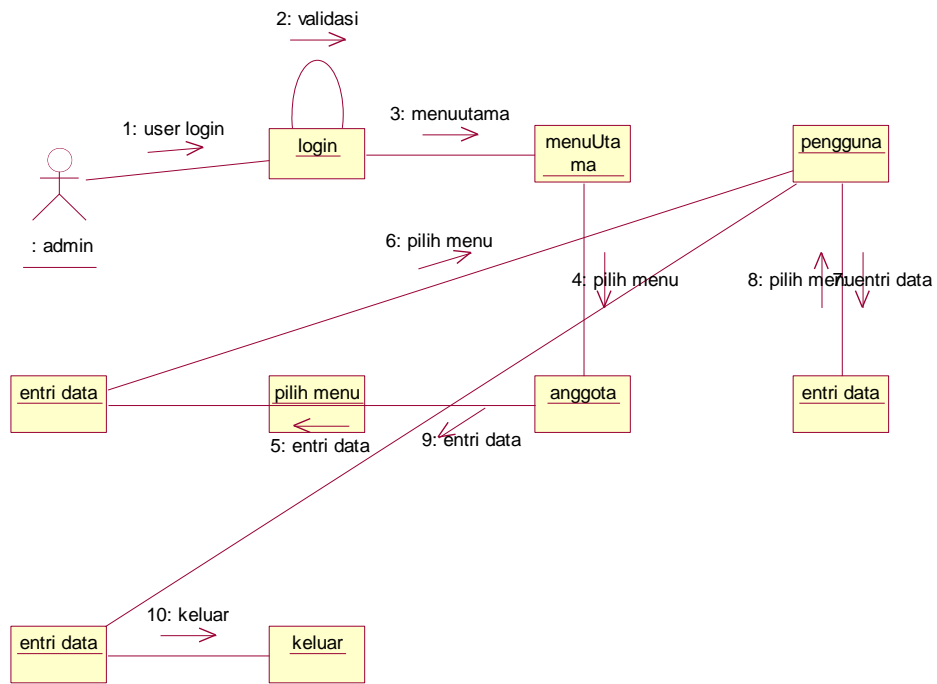 2: validasi
3: menuutama
1: user login
login
menuUta
ma
pengguna
: admin
6: pilih menu
4: pilih menu
8: pilih menu
7: entri data
entri data
pilih menu
anggota
entri data
5: entri data
9: entri data
10: keluar
entri data
keluar